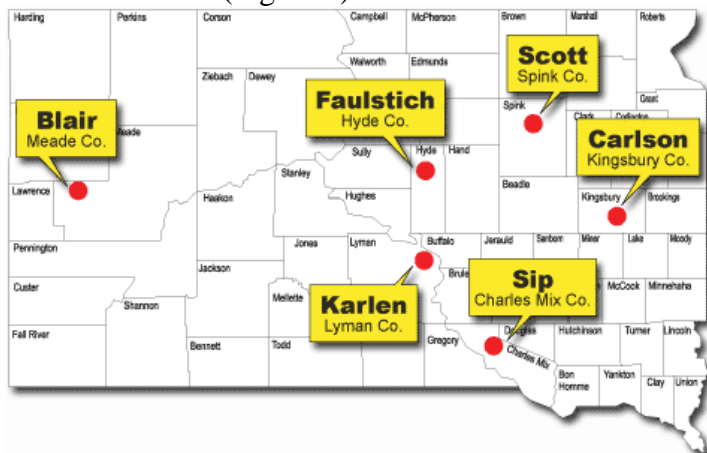 Harding
Perkins
Corson
Campbell
McPherson
Brown
Marshall
Roberts
Walworth
Edmunds
Scott
Spink Co.
Ziebach
Dewey
Faulstich
Hyde Co.
Spink
Grant
Clark
Codington
Blair
Meade Co.
Meade
Carlson
Kingsbury Co.
Sully
Hyde
Hand
Stanley
Beadle
Lawrence
Haakon
Hughes
Kingsbury
Brookings
Pennington
Jones
Lyman
Buffalo
Jerauld
Sanborn
Miner
Lake
Moody
Jackson
Brule
Sip
Charles Mix Co.
Custer
Shannon
Mellette
Karlen
Lyman Co.
McCook
Minnehaha
Fall River
Bennett
Todd
Gregory
Douglas
Hutchinson
Turner
Lincoln
Charles Mix
Bon
Homme
Yankton
Clay
Union